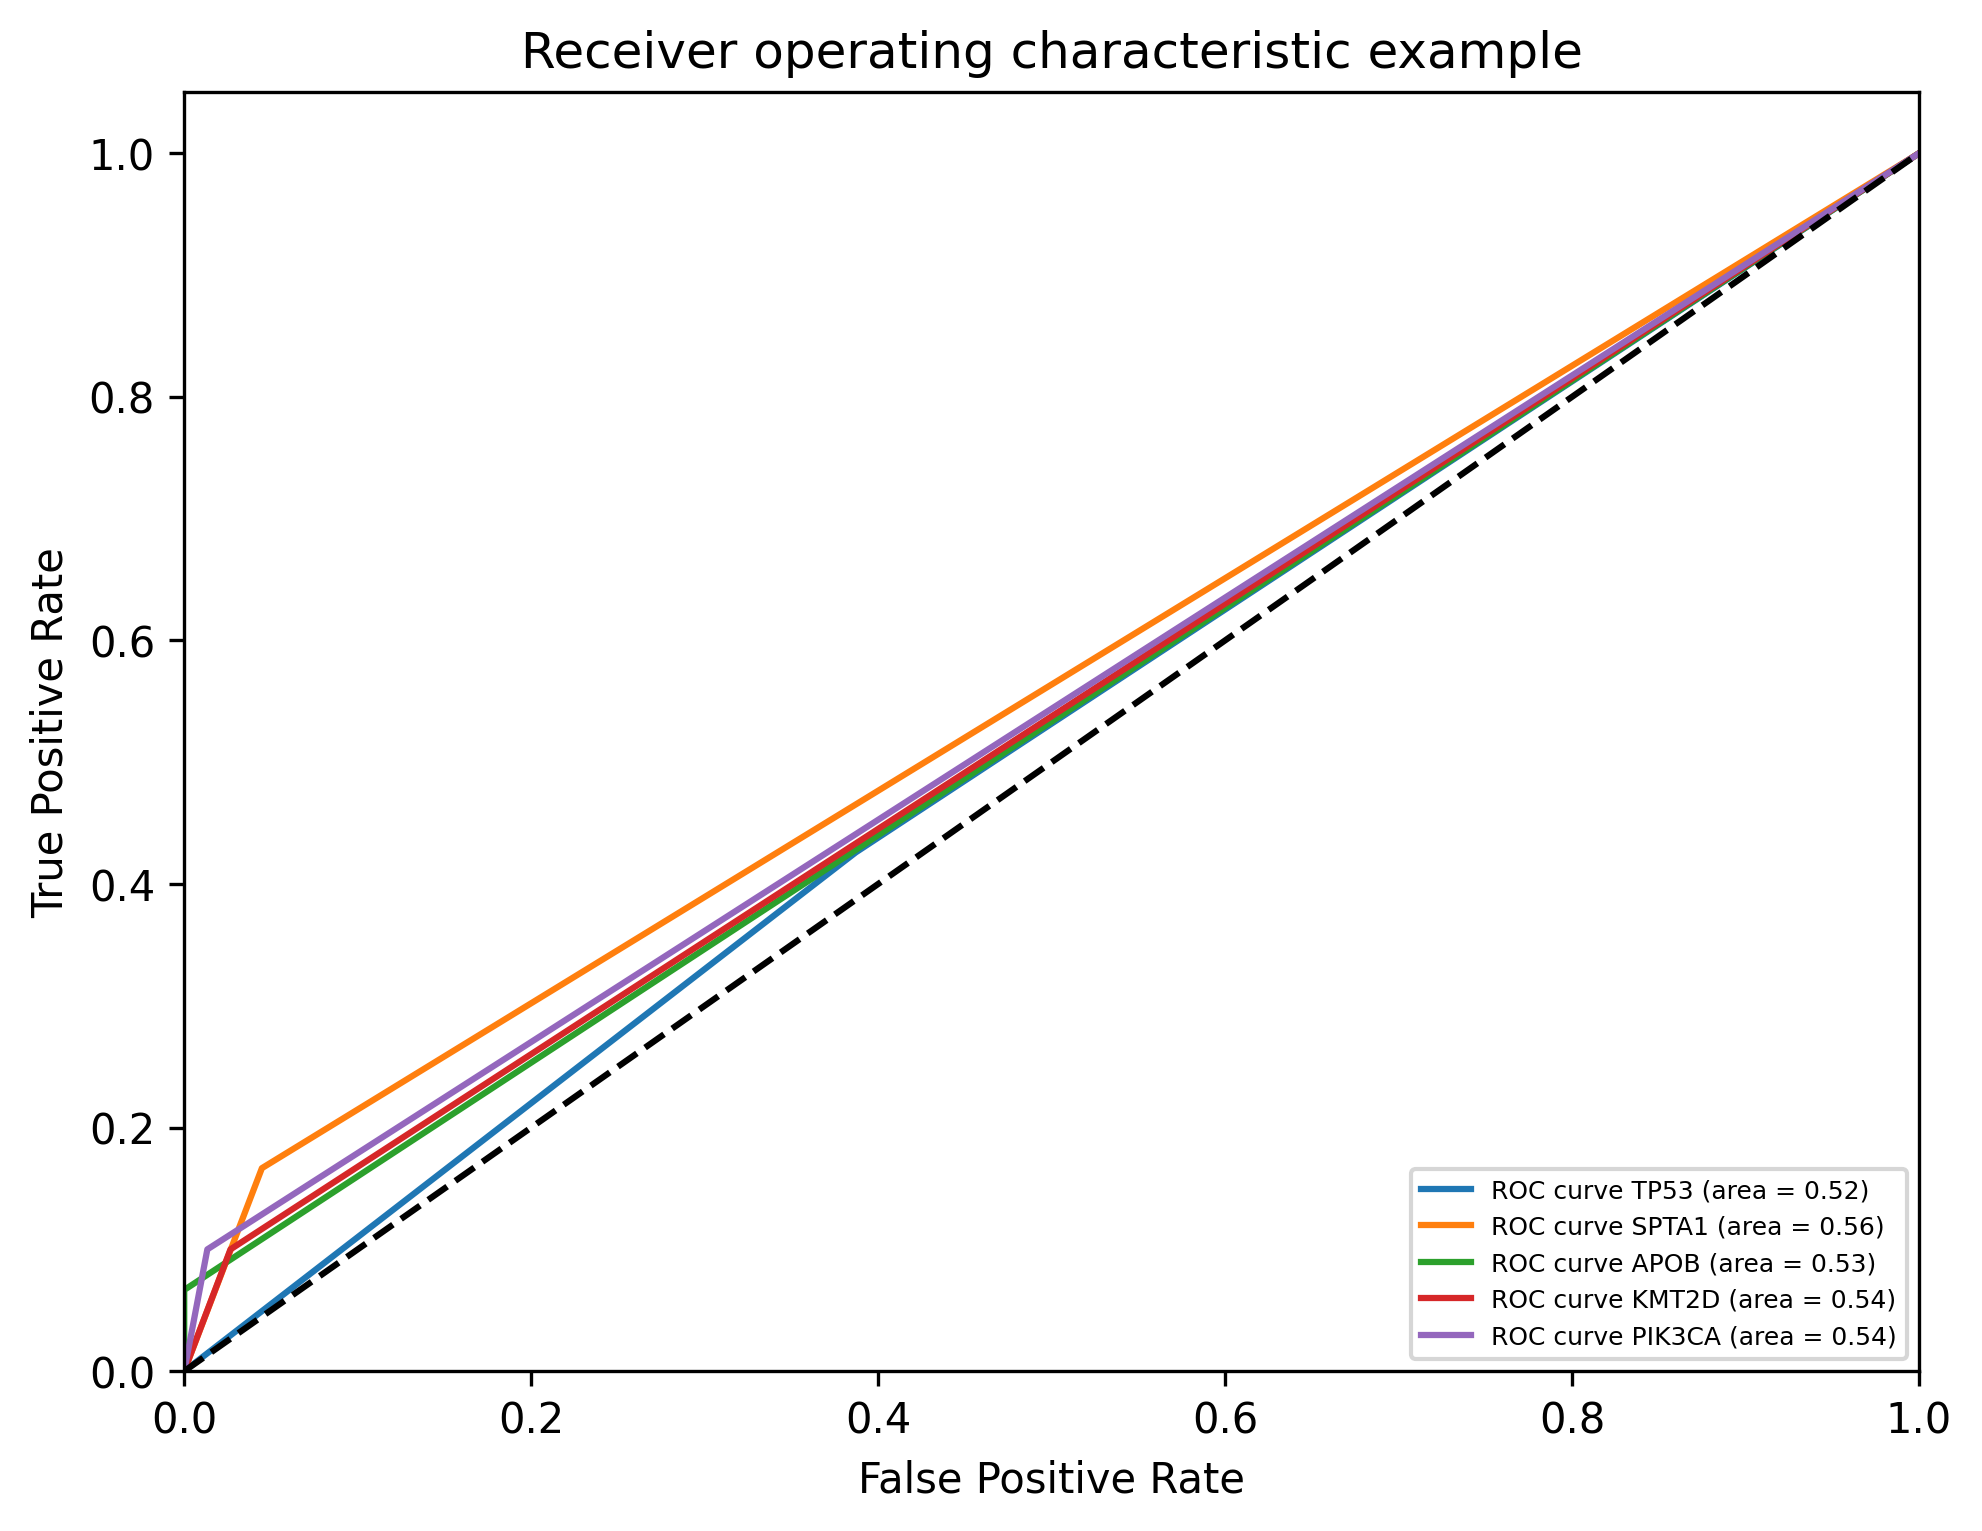 Receiver operating characteristic example
1.0
0.8
0.6
0.4
0.2
0.0
True Positive Rate
ROC curve TP53 (area = 0.52)
ROC curve SPTA1 (area = 0.56)
ROC curve APOB (area = 0.53)
ROC curve KMT2D (area = 0.54)
ROC curve PIK3CA (area = 0.54)
0.0 0.2 0.4 0.6 0.8 1.0
False Positive Rate